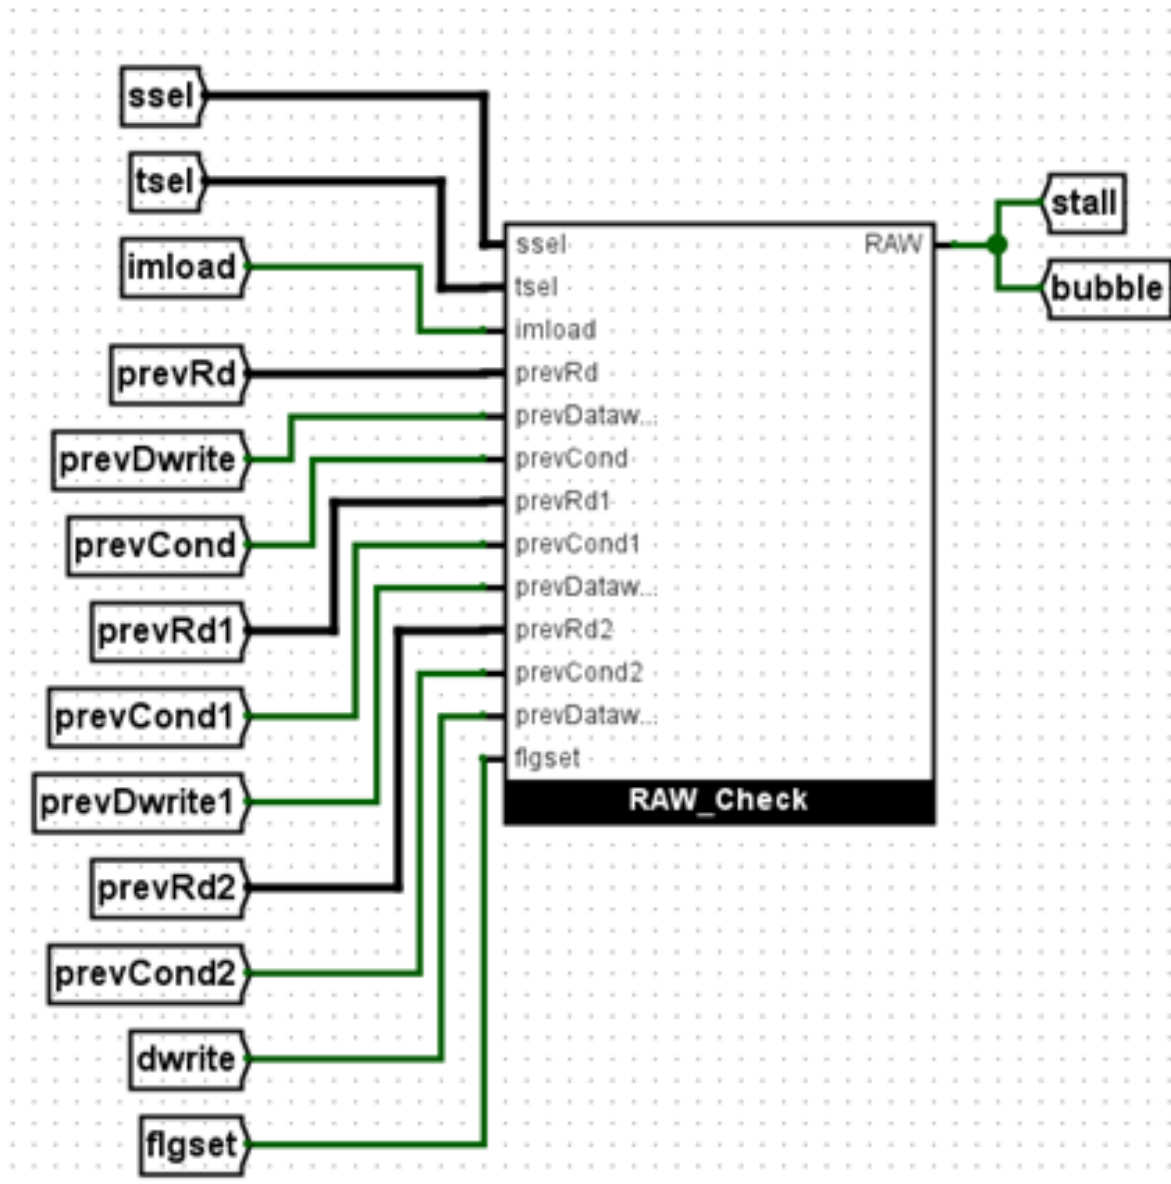 ssel
tsel
imload
prevRd
prevDwrite
prevCond
prevRd1
prevCond1
prevDwrite1
prevRd2
prevCond2
dwrite
flgset
ssel
tsel
imload
prevRd
prevDataw...
prevCond
prevRd1
prevCond1
prevDataw...
prevRd2
prevCond2
prevDataw...
flgset
RAW
RAW_Check
stall
bubble